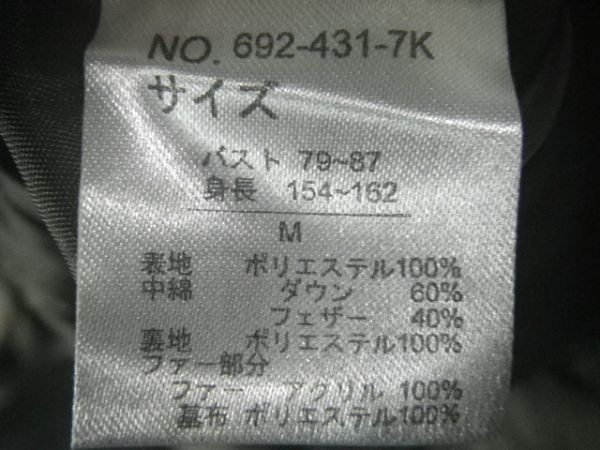 NO. 692-431-7K
サイズ
バスト 79~87
身長 154~162
M
表地 ポリエステル100%
中綿 ダウン 60%
フェザー 40%
裏地 ポリエステル100%
ファー部分
ファー アクリル 100%
基布 ポリエステル100%